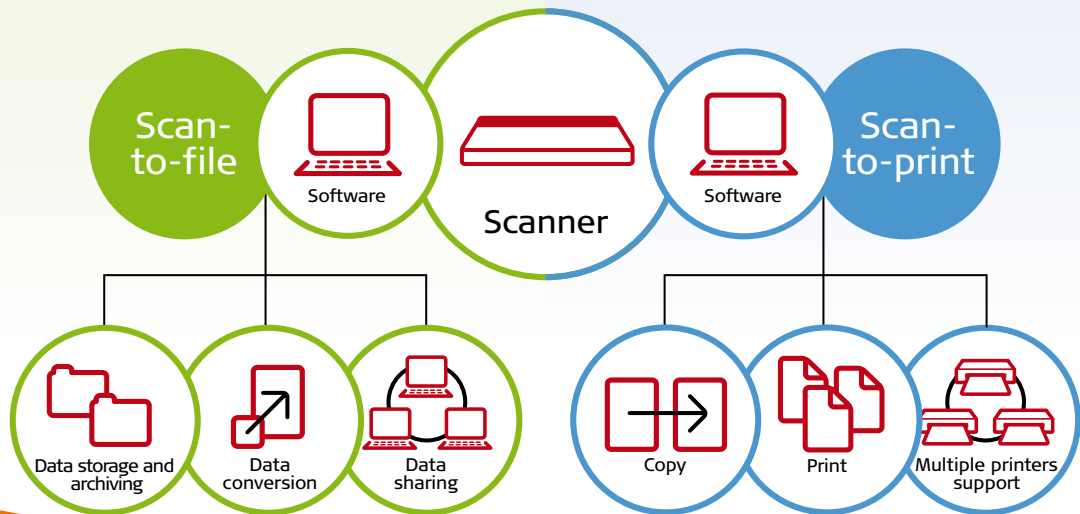 Scan-
to-file
Software
Scanner
Software
Scan-
to-print
Data storage and
archiving
Data
conversion
Data
sharing
Copy
Print
Multiple printers
support